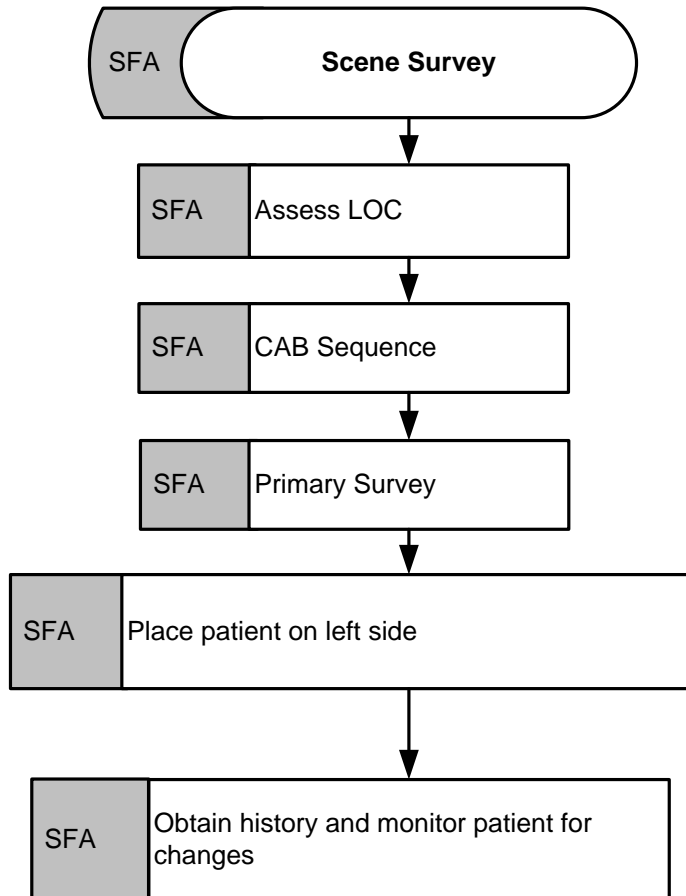 SFA Scene Survey
SFA Assess LOC
SFA CAB Sequence
SFA Primary Survey
SFA Place patient on left side
SFA Obtain history and monitor patient for
changes